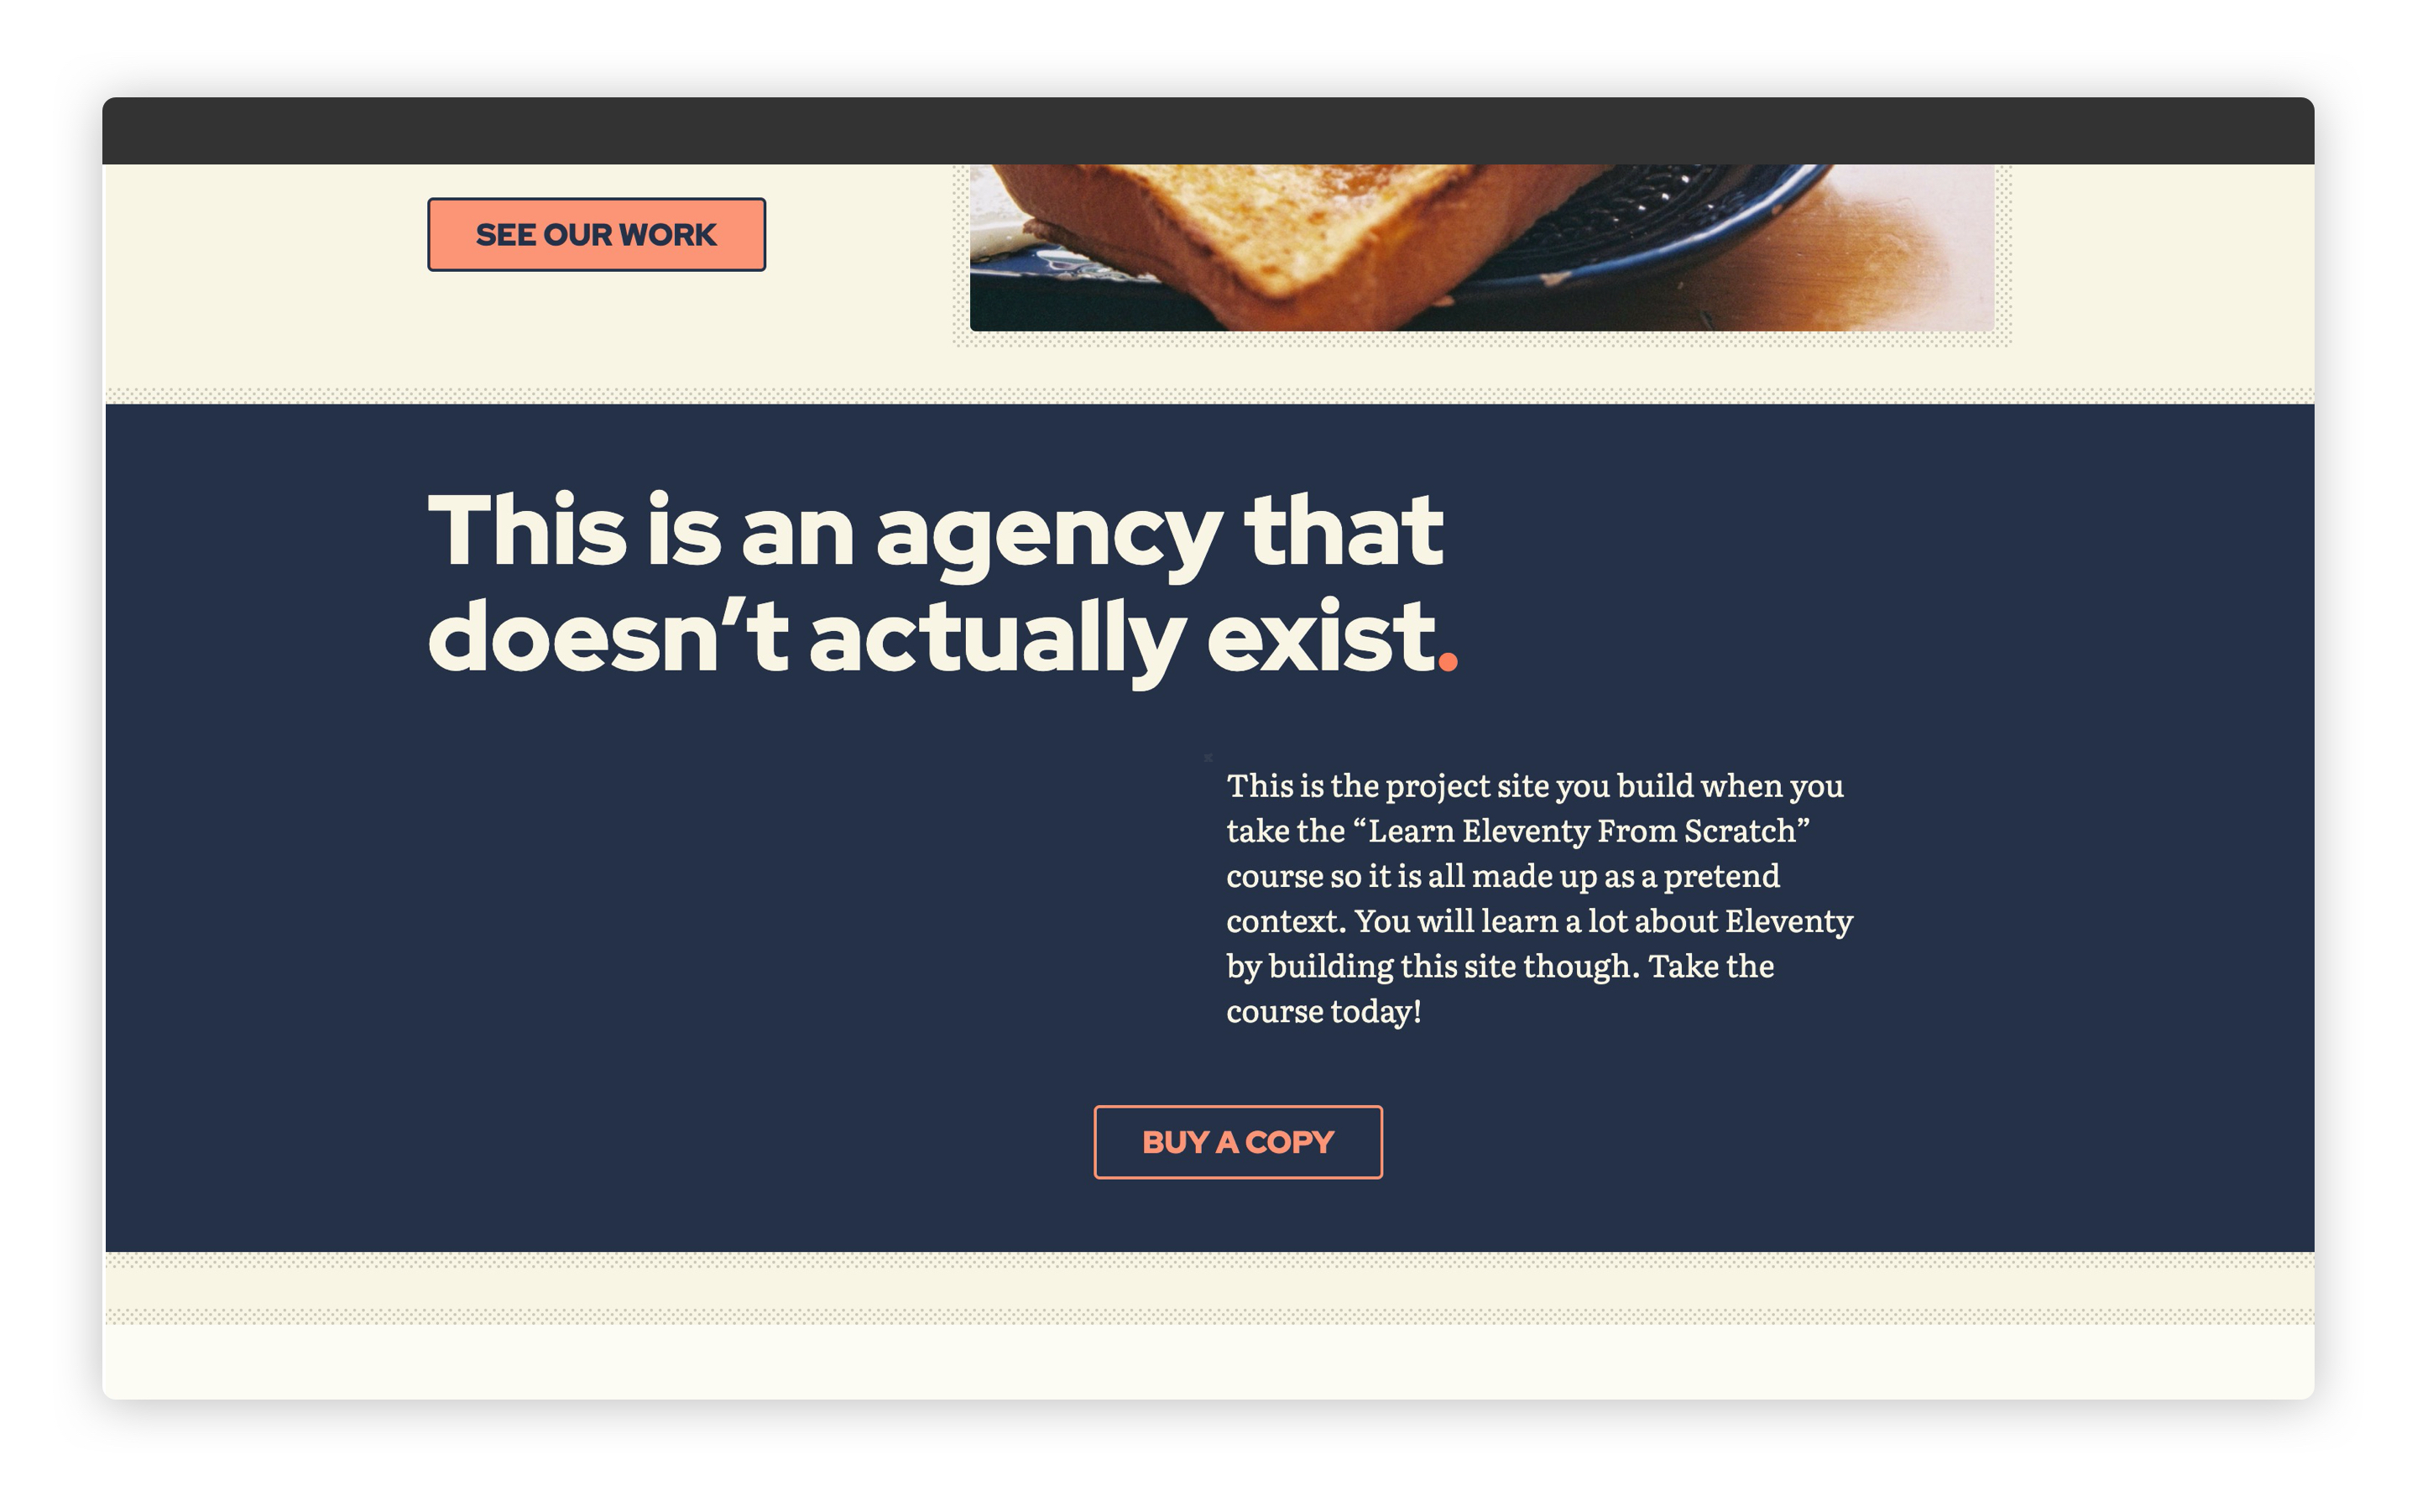 SEE OUR WORK
This is an agency that
doesn’t actually exist.
This is the project site you build when you
take the “Learn Eleventy From Scratch”
course so it is all made up as a pretend
context. You will learn a lot about Eleventy
by building this site though. Take the
course today!
BUY A COPY